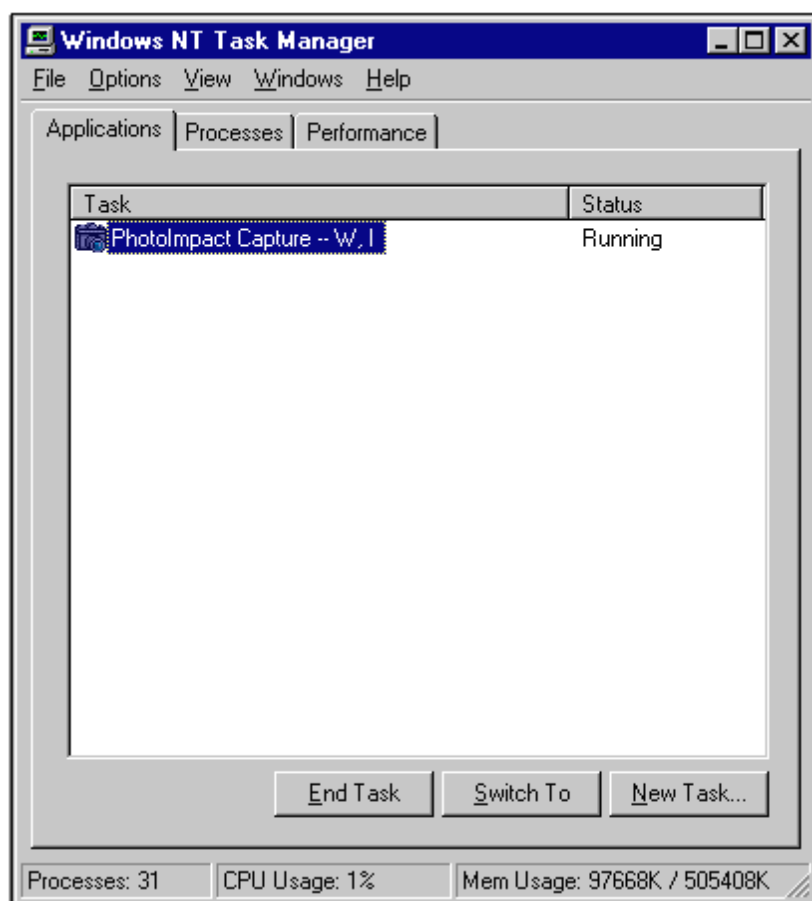 Windows NT Task Manager
File Options View Windows Help
Applications Processes Performance
Task Status
PhotoImpact Capture -- W, I Running
End Task Switch To New Task...
Processes: 31 CPU Usage: 1% Mem Usage: 97668K / 505408K